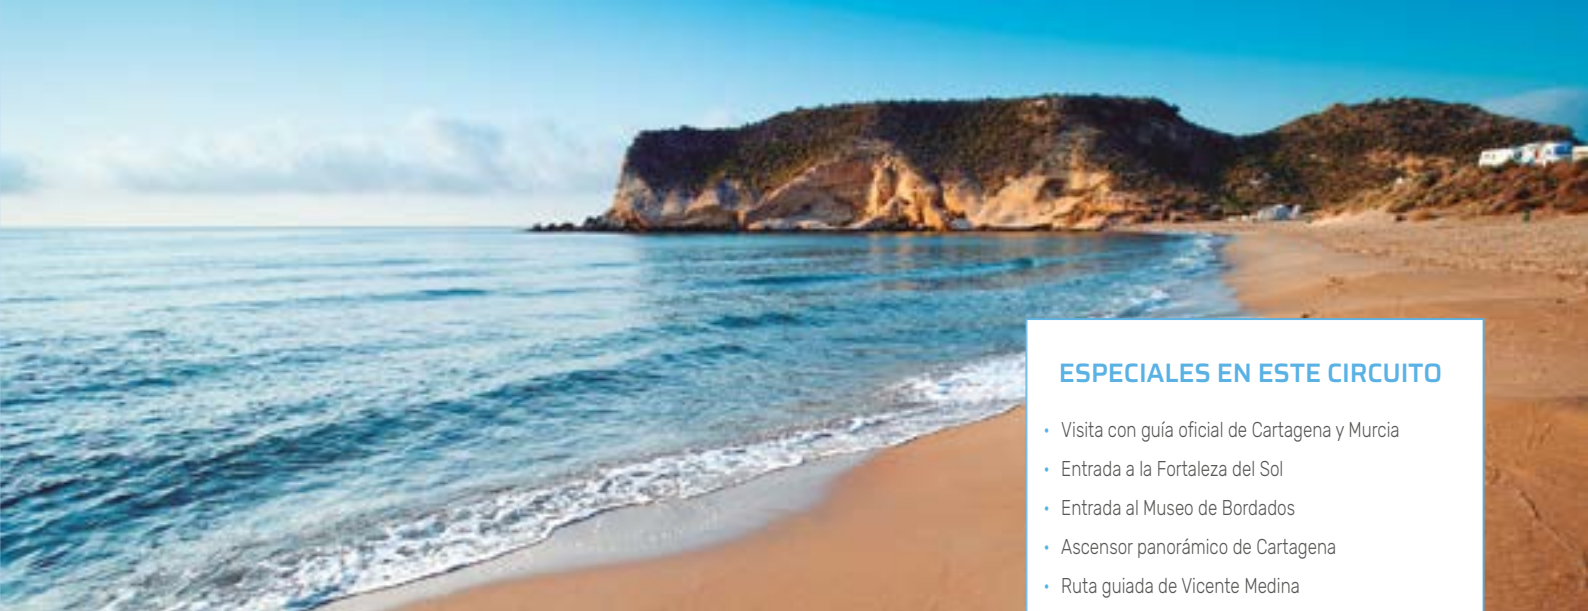 ESPECIALES EN ESTE CIRCUITO
• Visita con guía oficial de Cartagena y Murcia
• Entrada a la Fortaleza del Sol
• Entrada al Museo de Bordados
• Ascensor panorámico de Cartagena
• Ruta guiada de Vicente Medina